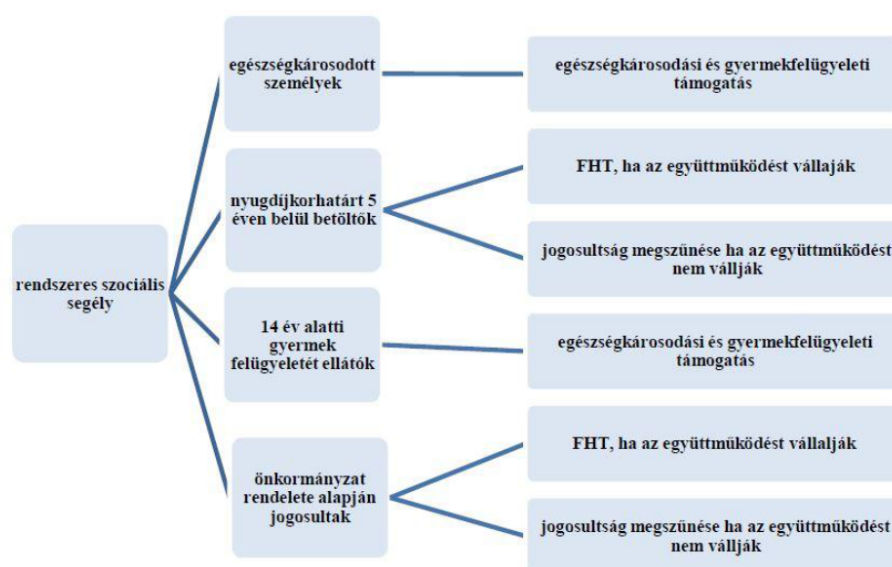 rendszeres szociális
segély
egészségkárosodott
személyek
nyugdíjkorhatárt 5
éven belül betöltők
14 év alatti
gyermek
felügyeletét ellátók
önkormányzat
rendelete alapján
jogosultak
egészségkárosodási és gyermekfelügyeleti
támogatás
FHT, ha az együttműködést vállaják
jogosultság megszűnése ha az együttműködést
nem vállják
egészségkárosodási és gyermekfelügyeleti
támogatás
FHT, ha az együttműködést vállalják
jogosultság megszűnése ha az együttműködést
nem vállják